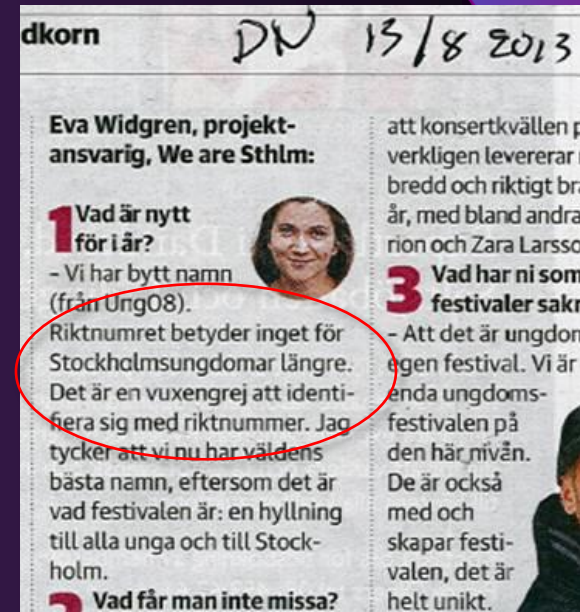 dkorn
DN 13/8 2013
Eva Widgren, projekt-
ansvarig, We are Sthlm:
1 Vad är nytt
för i år?
– Vi har bytt namn
(från Ung08).
Riktnumret betyder inget för
Stockholmsungdomar längre.
Det är en vuxengrej att identi-
fiera sig med riktnummer. Jag
tycker att vi nu har väldens
bästa namn, eftersom det är
vad festivalen är: en hyllning
till alla unga och till Stock-
holm.
Vad får man inte missa?
att konsertkvällen
verkligen levererar
bredd och riktigt
år, med bland andra
rion och Zara Larsso
3 Vad har ni som
festivaler
– Att det är
egen festival. Vi är
enda ungdoms-
festivalen på
den här nivån.
De är också
med och
skapar festi-
valen, det är
helt unikt.